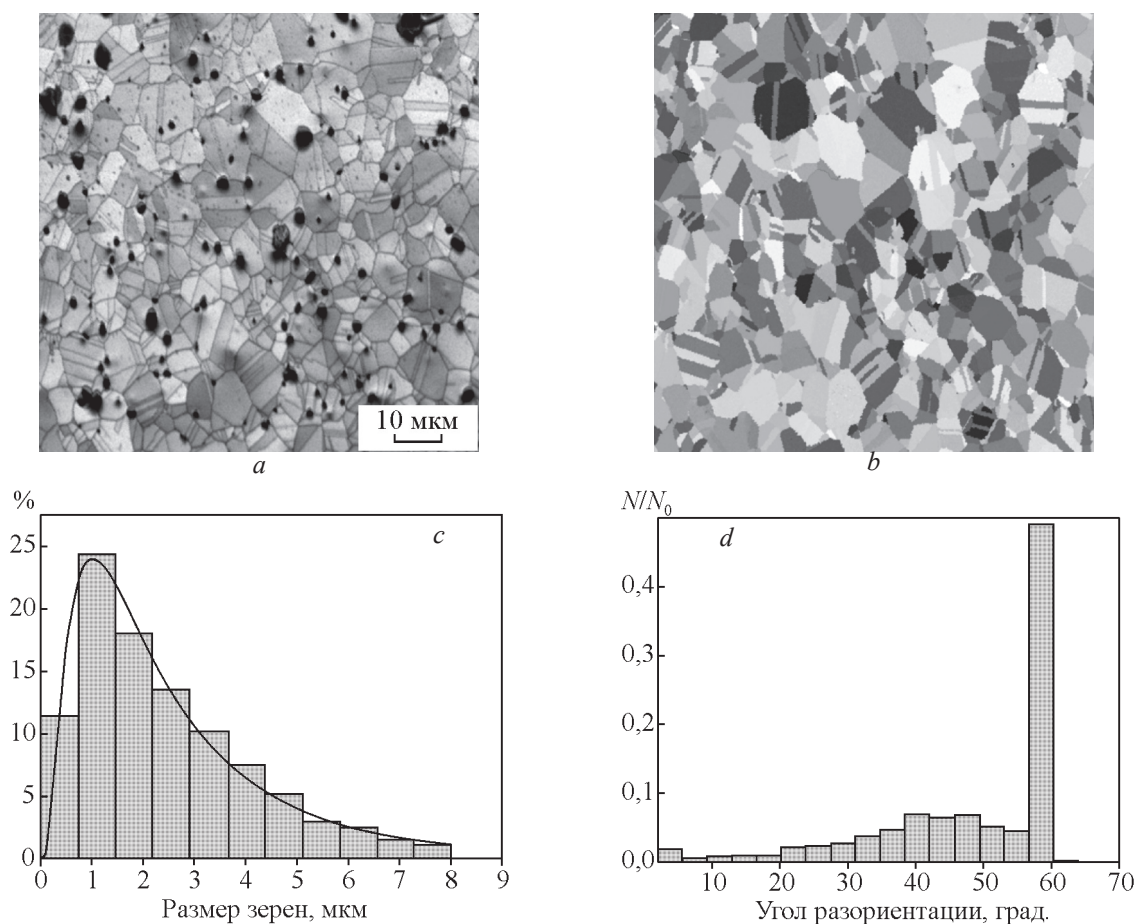 10 мкм
a
b
%
c
25
20
15
10
5
0
0 1 2 3 4 5 6 7 8 9
Размер зерен, мкм
N/N₀
d
0,4
0,3
0,2
0,1
0,0
10 20 30 40 50 60 70
Угол разориентации, град.